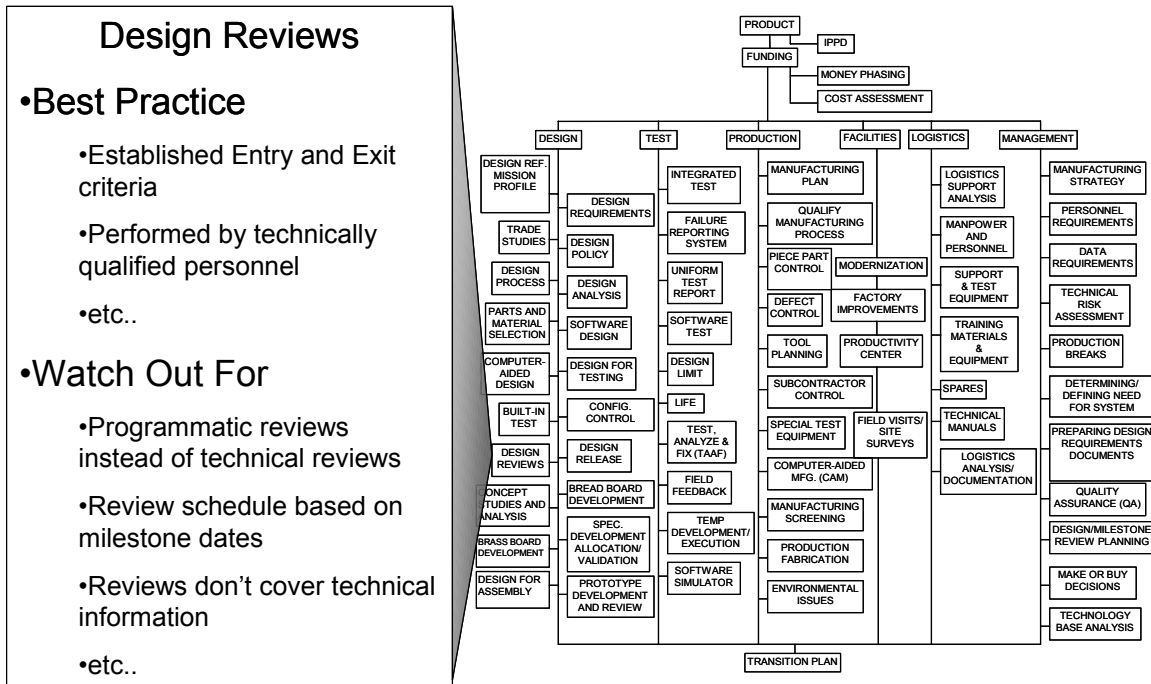 Design Reviews
•Best Practice
•Established Entry and Exit
criteria
•Performed by technically
qualified personnel
•etc..
•Watch Out For
•Programmatic reviews
instead of technical reviews
•Review schedule based on
milestone dates
•Reviews don't cover technical
information
•etc..
PRODUCT
IPPD
FUNDING
MONEY PHASING
COST ASSESSMENT
DESIGN
TEST
PRODUCTION
FACILITIES
LOGISTICS
MANAGEMENT
DESIGN REF.
MISSION
PROFILE
DESIGN
REQUIREMENTS
TRADE
STUDIES
DESIGN
POLICY
DESIGN
PROCESS
DESIGN
ANALYSIS
PARTS AND
MATERIAL
SELECTION
SOFTWARE
DESIGN
COMPUTER-
AIDED
DESIGN
DESIGN FOR
TESTING
BUILT-IN
TEST
CONFIG.
CONTROL
DESIGN
REVIEWS
DESIGN
RELEASE
CONCEPT
STUDIES AND
ANALYSIS
BREAD BOARD
DEVELOPMENT
BRASS BOARD
DEVELOPMENT
SPEC.
DEVELOPMENT
ALLOCATION/
VALIDATION
DESIGN FOR
ASSEMBLY
PROTOTYPE
DEVELOPMENT
AND REVIEW
INTEGRATED
TEST
FAILURE
REPORTING
SYSTEM
UNIFORM
TEST
REPORT
SOFTWARE
TEST
DESIGN
LIMIT
LIFE
TEST,
ANALYZE &
FIX (TAAF)
FIELD
FEEDBACK
TEMP
DEVELOPMENT/
EXECUTION
SOFTWARE
SIMULATOR
MANUFACTURING
PLAN
QUALIFY
MANUFACTURING
PROCESS
PIECE PART
CONTROL
DEFECT
CONTROL
TOOL
PLANNING
SUBCONTRACTOR
CONTROL
SPECIAL TEST
EQUIPMENT
COMPUTER-AIDED
MFG. (CAM)
MANUFACTURING
SCREENING
PRODUCTION
FABRICATION
ENVIRONMENTAL
ISSUES
MODERNIZATION
FACTORY
IMPROVEMENTS
PRODUCTIVITY
CENTER
FIELD VISITS/
SITE
SURVEYS
LOGISTICS
SUPPORT
ANALYSIS
MANPOWER
AND
PERSONNEL
SUPPORT
& TEST
EQUIPMENT
TRAINING
MATERIALS
&
EQUIPMENT
SPARES
TECHNICAL
MANUALS
LOGISTICS
ANALYSIS/
DOCUMENTATION
MANUFACTURING
STRATEGY
PERSONNEL
REQUIREMENTS
DATA
REQUIREMENTS
TECHNICAL
RISK
ASSESSMENT
PRODUCTION
BREAKS
DETERMINING/
DEFINING NEED
FOR SYSTEM
PREPARING DESIGN
REQUIREMENTS
DOCUMENTS
QUALITY
ASSURANCE (QA)
DESIGN/MILESTONE
REVIEW PLANNING
MAKE OR BUY
DECISIONS
TECHNOLOGY
BASE ANALYSIS
TRANSITION PLAN